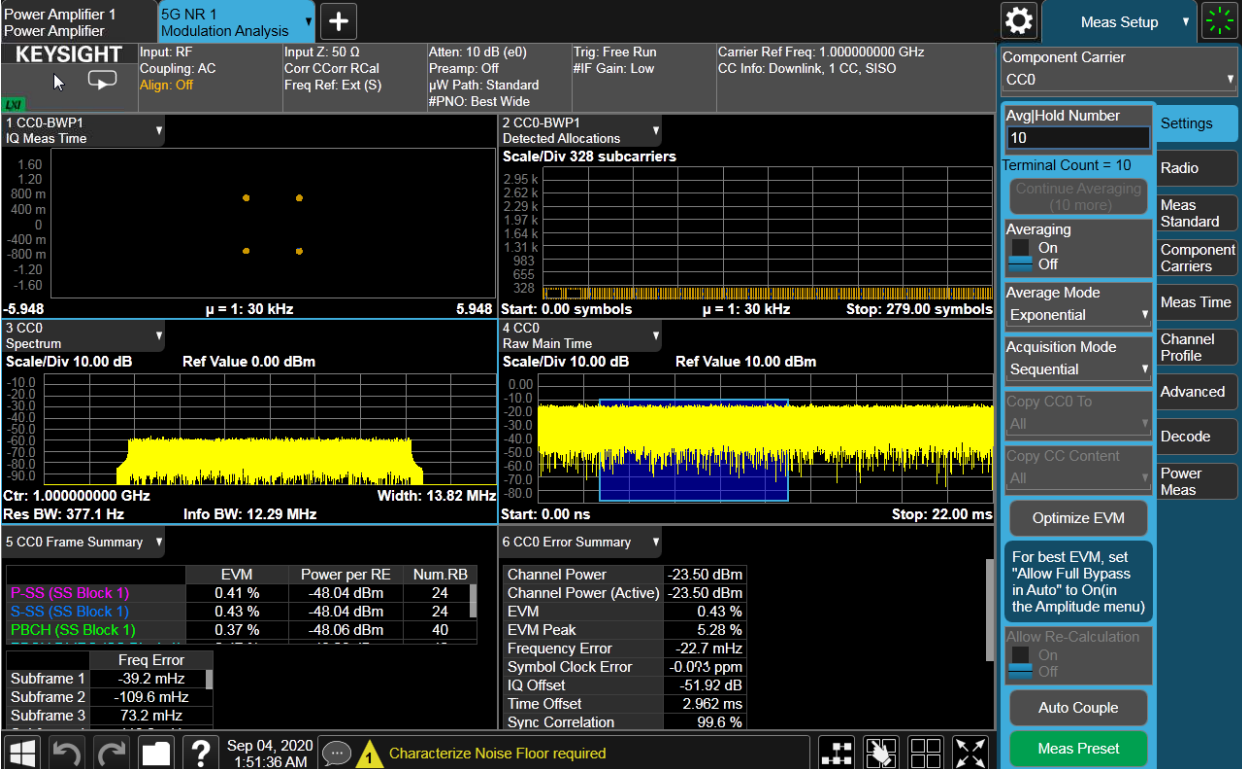 Power Amplifier 1
Power Amplifier
5G NR 1
Modulation Analysis
Meas Setup
KEYSIGHT
LXI
Input: RF
Coupling: AC
Align: Off
Input Z: 50 Ω
Corr CCorr RCal
Freq Ref: Ext (S)
Atten: 10 dB (e0)
Preamp: Off
µW Path: Standard
#PNO: Best Wide
Trig: Free Run
#IF Gain: Low
Carrier Ref Freq: 1.000000000 GHz
CC Info: Downlink, 1 CC, SISO
1 CC0-BWP1
IQ Meas Time
1.60
1.20
800 m
400 m
0
-400 m
-800 m
-1.20
-1.60
-5.948
µ = 1: 30 kHz
5.948
2 CC0-BWP1
Detected Allocations
Scale/Div 328 subcarriers
2.95 k
2.62 k
2.29 k
1.97 k
1.64 k
1.31 k
983
655
328
Start: 0.00 symbols
µ = 1: 30 kHz
Stop: 279.00 symbols
3 CC0
Spectrum
Scale/Div 10.00 dB
Ref Value 0.00 dBm
-10.0
-20.0
-30.0
-40.0
-50.0
-60.0
-70.0
-80.0
-90.0
Ctr: 1.000000000 GHz
Width: 13.82 MHz
Res BW: 377.1 Hz
Info BW: 12.29 MHz
4 CC0
Raw Main Time
Scale/Div 10.00 dB
Ref Value 10.00 dBm
0.00
-10.0
-20.0
-30.0
-40.0
-50.0
-60.0
-70.0
-80.0
Start: 0.00 ns
Stop: 22.00 ms
5 CC0 Frame Summary
EVM Power per RE Num.RB
P-SS (SS Block 1) 0.41 % -48.04 dBm 24
S-SS (SS Block 1) 0.43 % -48.04 dBm 24
PBCH (SS Block 1) 0.37 % -48.06 dBm 40
Freq Error
Subframe 1 -39.2 mHz
Subframe 2 -109.6 mHz
Subframe 3 73.2 mHz
6 CC0 Error Summary
Channel Power -23.50 dBm
Channel Power (Active) -23.50 dBm
EVM 0.43 %
EVM Peak 5.28 %
Frequency Error -22.7 mHz
Symbol Clock Error ppm
IQ Offset -51.92 dB
Time Offset 2.962 ms
Sync Correlation 99.6 %
Component Carrier
CC0
Avg|Hold Number
10
Terminal Count = 10
Continue Averaging
(10 more)
Averaging
On
Off
Average Mode
Exponential
Acquisition Mode
Sequential
Copy CC0 To
All
Copy CC Content
All
Optimize EVM
For best EVM, set
"Allow Full Bypass
in Auto" to On(in
the Amplitude menu)
Allow Re-Calculation
On
Off
Auto Couple
Meas Preset
Settings
Radio
Meas
Standard
Component
Carriers
Meas Time
Channel
Profile
Advanced
Decode
Power
Meas
?
Sep 04, 2020
1:51:36 AM
1
Characterize Noise Floor required